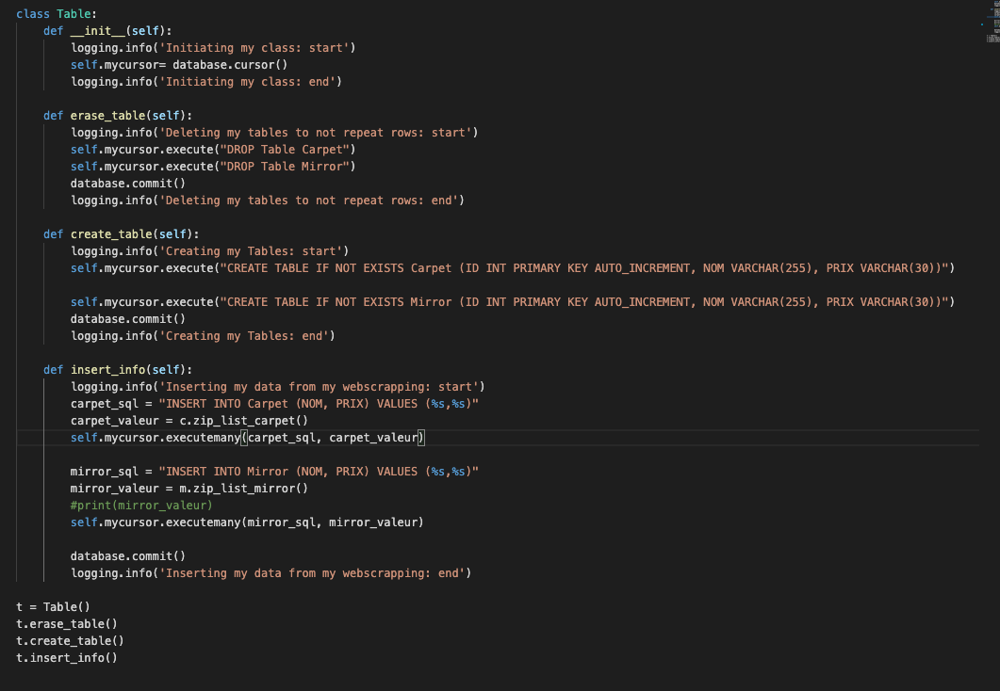 class Table:
    def __init__(self):
        logging.info('Initiating my class: start')
        self.mycursor= database.cursor()
        logging.info('Initiating my class: end')

    def erase_table(self):
        logging.info('Deleting my tables to not repeat rows: start')
        self.mycursor.execute("DROP Table Carpet")
        self.mycursor.execute("DROP Table Mirror")
        database.commit()
        logging.info('Deleting my tables to not repeat rows: end')

    def create_table(self):
        logging.info('Creating my Tables: start')
        self.mycursor.execute("CREATE TABLE IF NOT EXISTS Carpet (ID INT PRIMARY KEY AUTO_INCREMENT, NOM VARCHAR(255), PRIX VARCHAR(30))")

        self.mycursor.execute("CREATE TABLE IF NOT EXISTS Mirror (ID INT PRIMARY KEY AUTO_INCREMENT, NOM VARCHAR(255), PRIX VARCHAR(30))")
        database.commit()
        logging.info('Creating my Tables: end')

    def insert_info(self):
        logging.info('Inserting my data from my webscrapping: start')
        carpet_sql = "INSERT INTO Carpet (NOM, PRIX) VALUES (%s,%s)"
        carpet_valeur = c.zip_list_carpet()
        self.mycursor.executemany(carpet_sql, carpet_valeur)

        mirror_sql = "INSERT INTO Mirror (NOM, PRIX) VALUES (%s,%s)"
        mirror_valeur = m.zip_list_mirror()
        #print(mirror_valeur)
        self.mycursor.executemany(mirror_sql, mirror_valeur)

        database.commit()
        logging.info('Inserting my data from my webscrapping: end')

t = Table()
t.erase_table()
t.create_table()
t.insert_info()